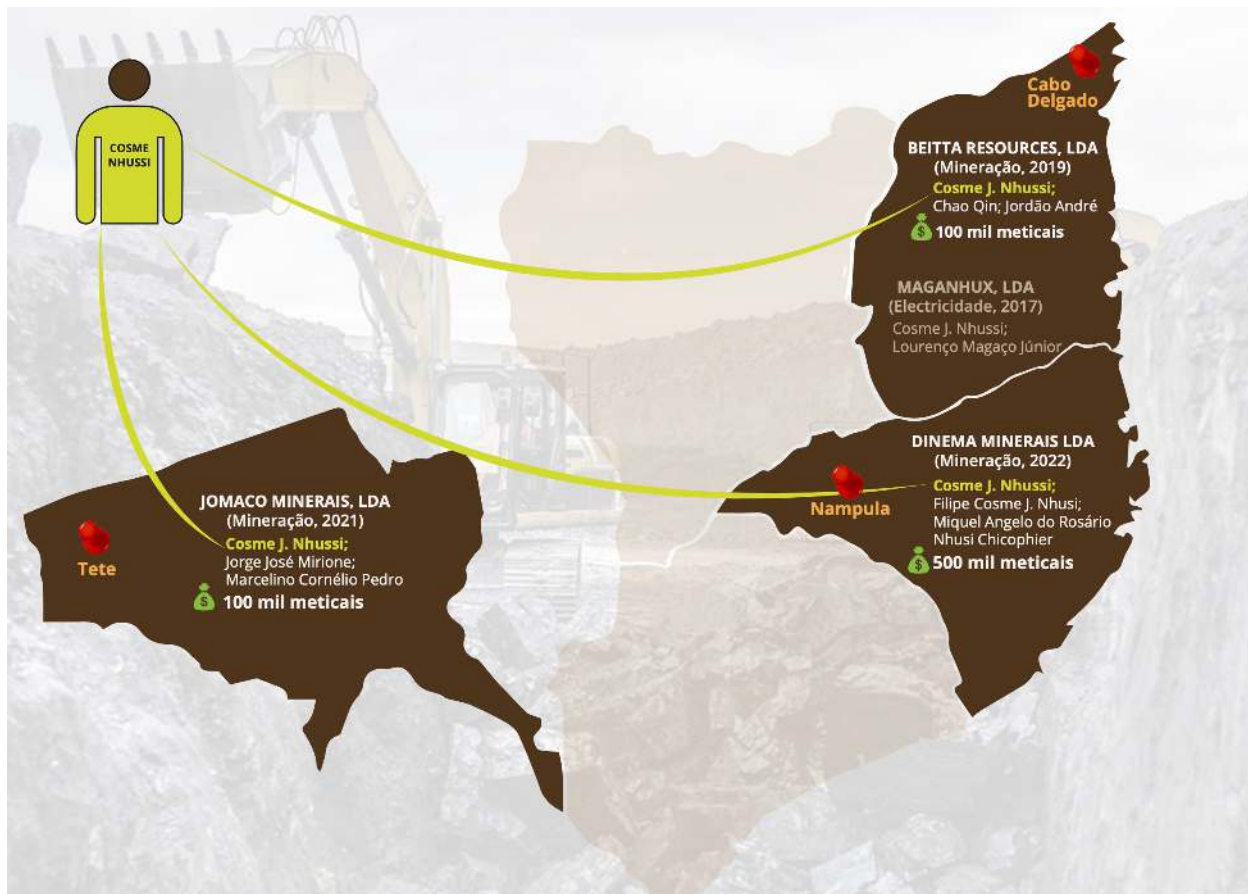 COSME
NHUSSI
Cabo
Delgado
BEITTA RESOURCES, LDA
(Mineração, 2019)
Cosme J. Nhussi;
Chao Qin; Jordão André
$ 100 mil meticais
MAGANHUX, LDA
(Electricidade, 2017)
Cosme J. Nhussi;
Lourenço Magaço Júnior
DINEMA MINERAIS LDA
(Mineração, 2022)
Cosme J. Nhussi;
Filipe Cosme J. Nhusi;
Miquel Angelo do Rosário
Nhusi Chicophier
$ 500 mil meticais
Nampula
JOMACO MINERAIS, LDA
(Mineração, 2021)
Cosme J. Nhussi;
Jorge José Mirione;
Marcelino Cornélio Pedro
$ 100 mil meticais
Tete